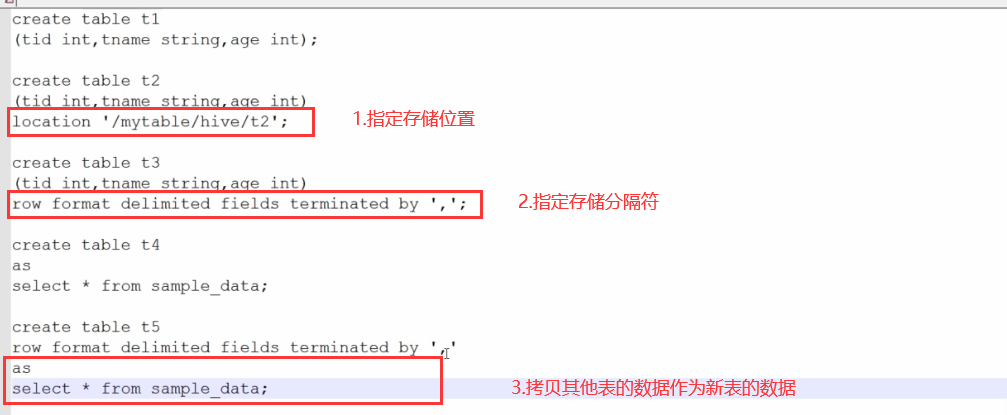 create table t1
(tid int,tname string,age int);
create table t2
(tid int,tname string,age int)
location '/mytable/hive/t2';
1.指定存储位置
create table t3
(tid int,tname string,age int)
row format delimited fields terminated by ',';
2.指定存储分隔符
create table t4
as
select * from sample_data;
create table t5
row format delimited fields terminated by ','
as
select * from sample_data;
3.拷贝其他表的数据作为新表的数据